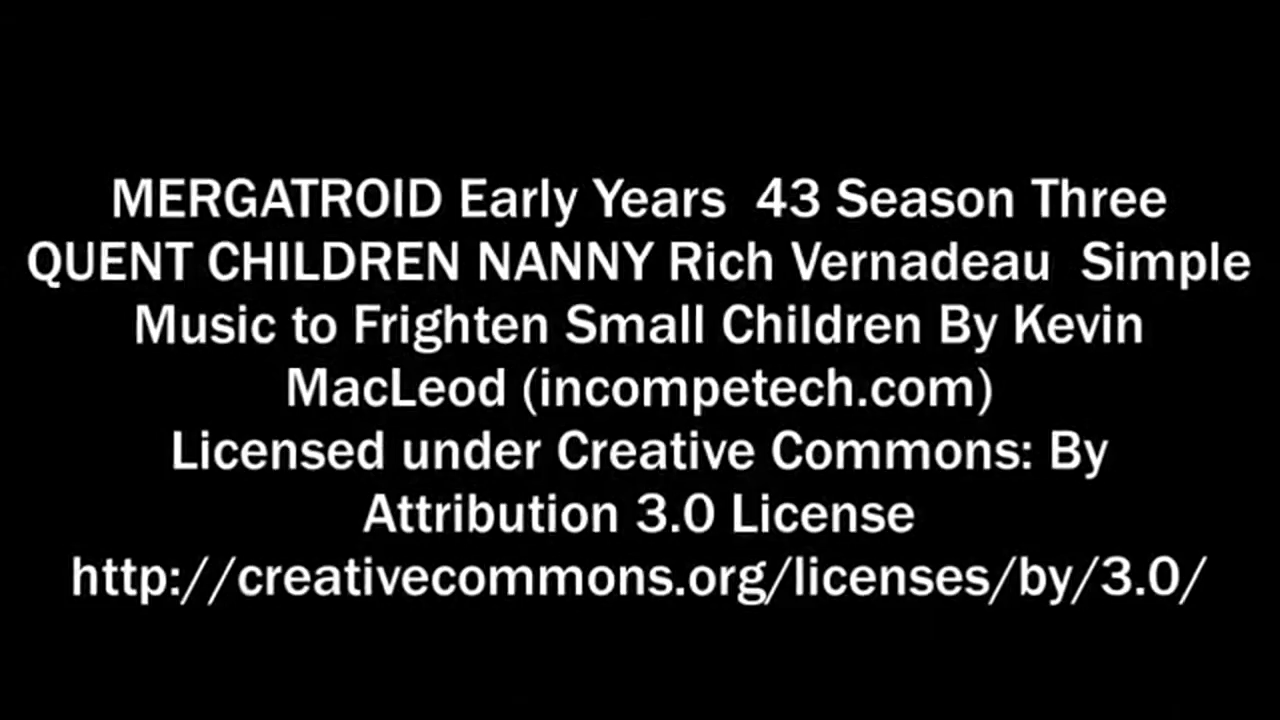 MERGATROID Early Years  43 Season Three
QUENT CHILDREN NANNY Rich Vernadeau  Simple
Music to Frighten Small Children By Kevin
MacLeod (incompetech.com)
Licensed under Creative Commons: By
Attribution 3.0 License
http://creativecommons.org/licenses/by/3.0/